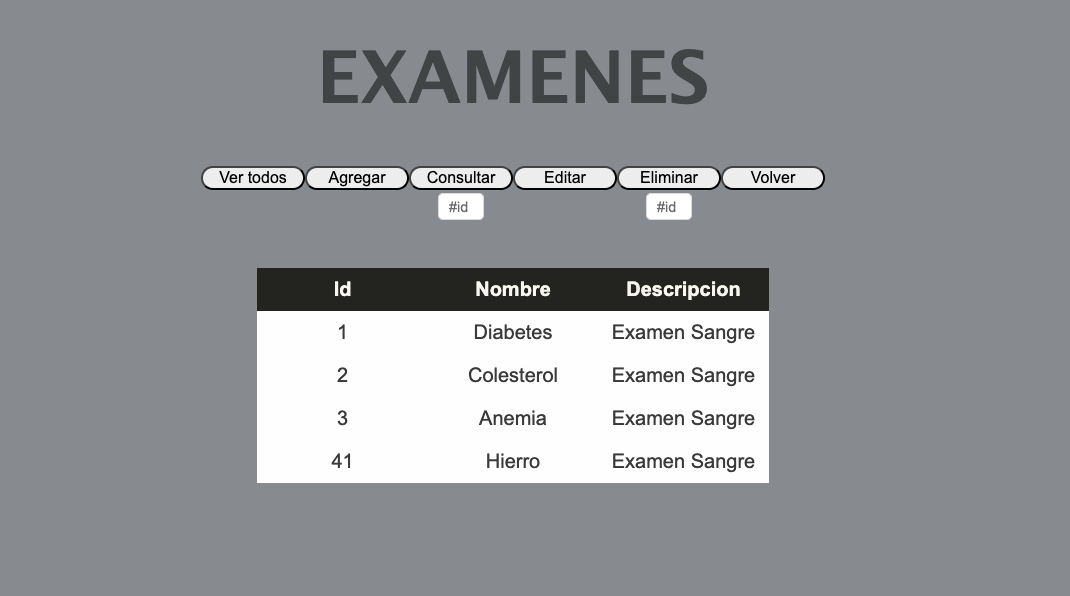 EXAMENES
Ver todos Agregar Consultar Editar Eliminar Volver
#id #id
Id Nombre Descripcion
1 Diabetes Examen Sangre
2 Colesterol Examen Sangre
3 Anemia Examen Sangre
41 Hierro Examen Sangre